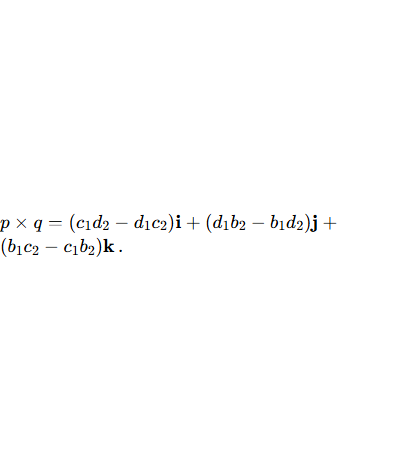 p × q = (c₁d₂ − d₁c₂)i + (d₁b₂ − b₁d₂)j +
(b₁c₂ − c₁b₂)k .